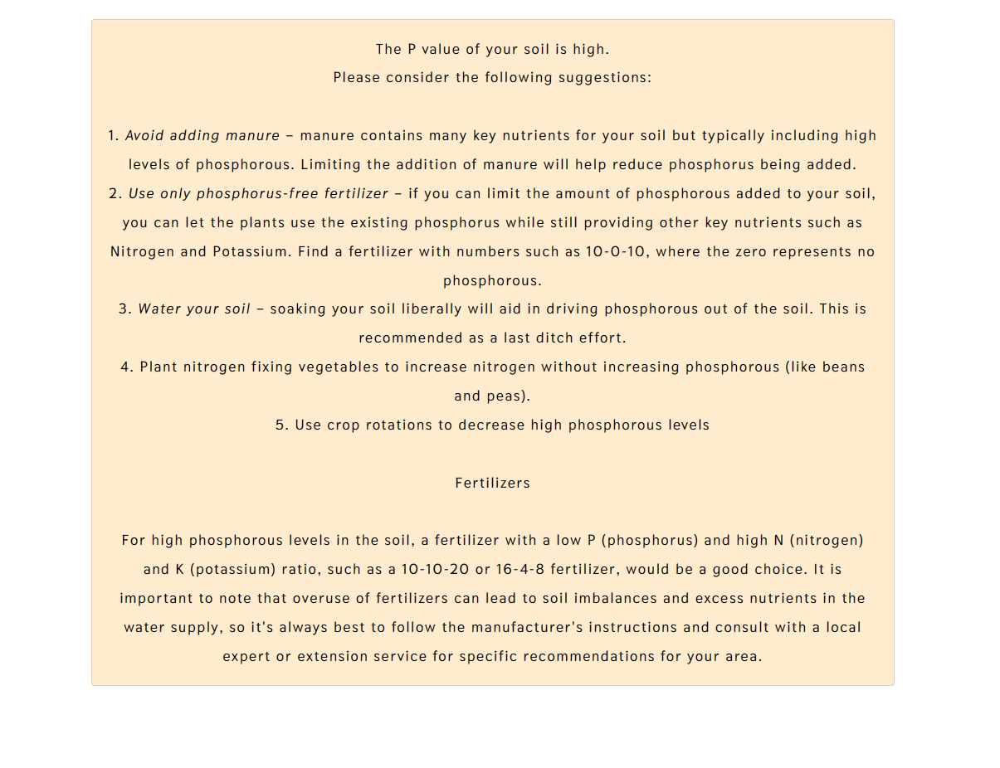 The P value of your soil is high.
Please consider the following suggestions:
1. Avoid adding manure – manure contains many key nutrients for your soil but typically including high
levels of phosphorous. Limiting the addition of manure will help reduce phosphorus being added.
2. Use only phosphorus-free fertilizer – if you can limit the amount of phosphorous added to your soil,
you can let the plants use the existing phosphorus while still providing other key nutrients such as
Nitrogen and Potassium. Find a fertilizer with numbers such as 10-0-10, where the zero represents no
phosphorous.
3. Water your soil – soaking your soil liberally will aid in driving phosphorous out of the soil. This is
recommended as a last ditch effort.
4. Plant nitrogen fixing vegetables to increase nitrogen without increasing phosphorous (like beans
and peas).
5. Use crop rotations to decrease high phosphorous levels
Fertilizers
For high phosphorous levels in the soil, a fertilizer with a low P (phosphorus) and high N (nitrogen)
and K (potassium) ratio, such as a 10-10-20 or 16-4-8 fertilizer, would be a good choice. It is
important to note that overuse of fertilizers can lead to soil imbalances and excess nutrients in the
water supply, so it's always best to follow the manufacturer's instructions and consult with a local
expert or extension service for specific recommendations for your area.